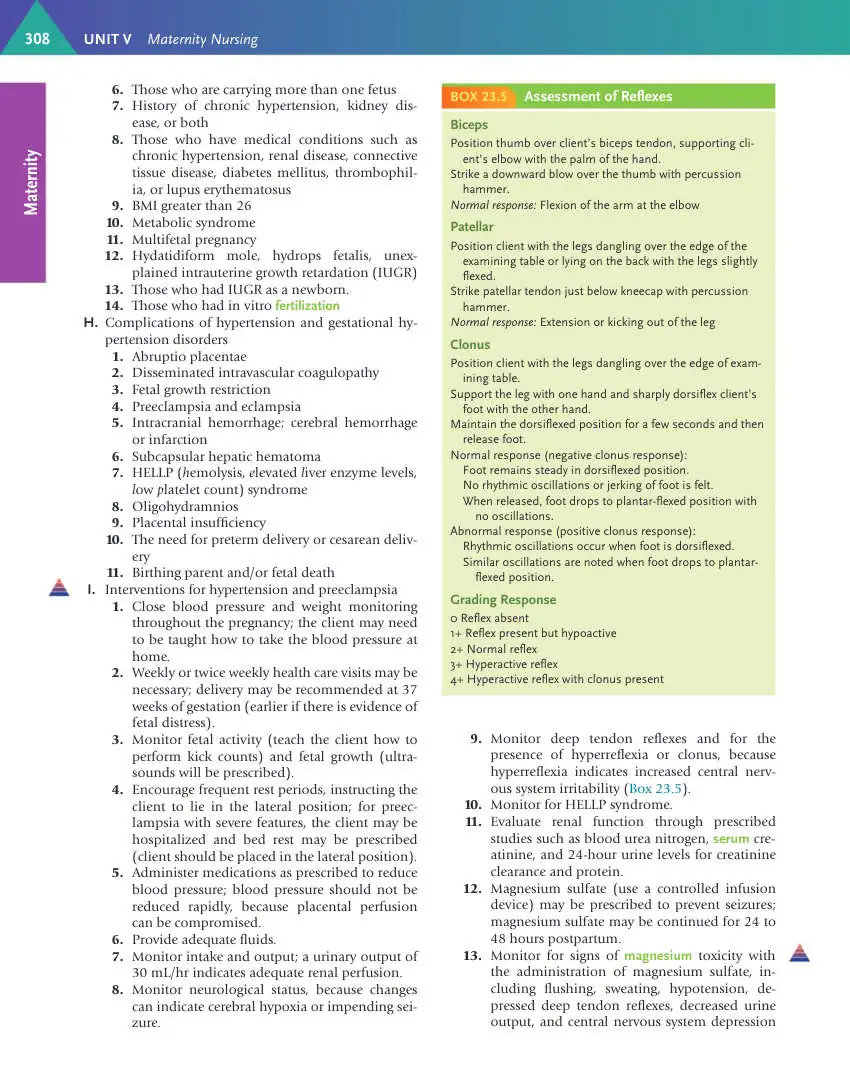 308
UNIT V Maternity Nursing
Maternity
6. Those who are carrying more than one fetus
7. History of chronic hypertension, kidney dis-
ease, or both
8. Those who have medical conditions such as
chronic hypertension, renal disease, connective
tissue disease, diabetes mellitus, thrombophil-
ia, or lupus erythematosus
9. BMI greater than 26
10. Metabolic syndrome
11. Multifetal pregnancy
12. Hydatidiform mole, hydrops fetalis, unex-
plained intrauterine growth retardation (IUGR)
13. Those who had IUGR as a newborn.
14. Those who had in vitro fertilization
H. Complications of hypertension and gestational hy-
pertension disorders
1. Abruptio placentae
2. Disseminated intravascular coagulopathy
3. Fetal growth restriction
4. Preeclampsia and eclampsia
5. Intracranial hemorrhage; cerebral hemorrhage
or infarction
6. Subcapsular hepatic hematoma
7. HELLP (hemolysis, elevated liver enzyme levels,
low platelet count) syndrome
8. Oligohydramnios
9. Placental insufficiency
10. The need for preterm delivery or cesarean deliv-
ery
11. Birthing parent and/or fetal death
I. Interventions for hypertension and preeclampsia
1. Close blood pressure and weight monitoring
throughout the pregnancy; the client may need
to be taught how to take the blood pressure at
home.
2. Weekly or twice weekly health care visits may be
necessary; delivery may be recommended at 37
weeks of gestation (earlier if there is evidence of
fetal distress).
3. Monitor fetal activity (teach the client how to
perform kick counts) and fetal growth (ultra-
sounds will be prescribed).
4. Encourage frequent rest periods, instructing the
client to lie in the lateral position; for preec-
lampsia with severe features, the client may be
hospitalized and bed rest may be prescribed
(client should be placed in the lateral position).
5. Administer medications as prescribed to reduce
blood pressure; blood pressure should not be
reduced rapidly, because placental perfusion
can be compromised.
6. Provide adequate fluids.
7. Monitor intake and output; a urinary output of
30 mL/hr indicates adequate renal perfusion.
8. Monitor neurological status, because changes
can indicate cerebral hypoxia or impending sei-
zure.
BOX 23.5 Assessment of Reflexes
Biceps
Position thumb over client's biceps tendon, supporting cli-
ent's elbow with the palm of the hand.
Strike a downward blow over the thumb with percussion
hammer.
Normal response: Flexion of the arm at the elbow
Patellar
Position client with the legs dangling over the edge of the
examining table or lying on the back with the legs slightly
flexed.
Strike patellar tendon just below kneecap with percussion
hammer.
Normal response: Extension or kicking out of the leg
Clonus
Position client with the legs dangling over the edge of exam-
ining table.
Support the leg with one hand and sharply dorsiflex client's
foot with the other hand.
Maintain the dorsiflexed position for a few seconds and then
release foot.
Normal response (negative clonus response):
Foot remains steady in dorsiflexed position.
No rhythmic oscillations or jerking of foot is felt.
When released, foot drops to plantar-flexed position with
no oscillations.
Abnormal response (positive clonus response):
Rhythmic oscillations occur when foot is dorsiflexed.
Similar oscillations are noted when foot drops to plantar-
flexed position.
Grading Response
0 Reflex absent
1+ Reflex present but hypoactive
2+ Normal reflex
3+ Hyperactive reflex
4+ Hyperactive reflex with clonus present
9. Monitor deep tendon reflexes and for the
presence of hyperreflexia or clonus, because
hyperreflexia indicates increased central nerv-
ous system irritability (Box 23.5).
10. Monitor for HELLP syndrome.
11. Evaluate renal function through prescribed
studies such as blood urea nitrogen, serum cre-
atinine, and 24-hour urine levels for creatinine
clearance and protein.
12. Magnesium sulfate (use a controlled infusion
device) may be prescribed to prevent seizures;
magnesium sulfate may be continued for 24 to
48 hours postpartum.
13. Monitor for signs of magnesium toxicity with
the administration of magnesium sulfate, in-
cluding flushing, sweating, hypotension, de-
pressed deep tendon reflexes, decreased urine
output, and central nervous system depression